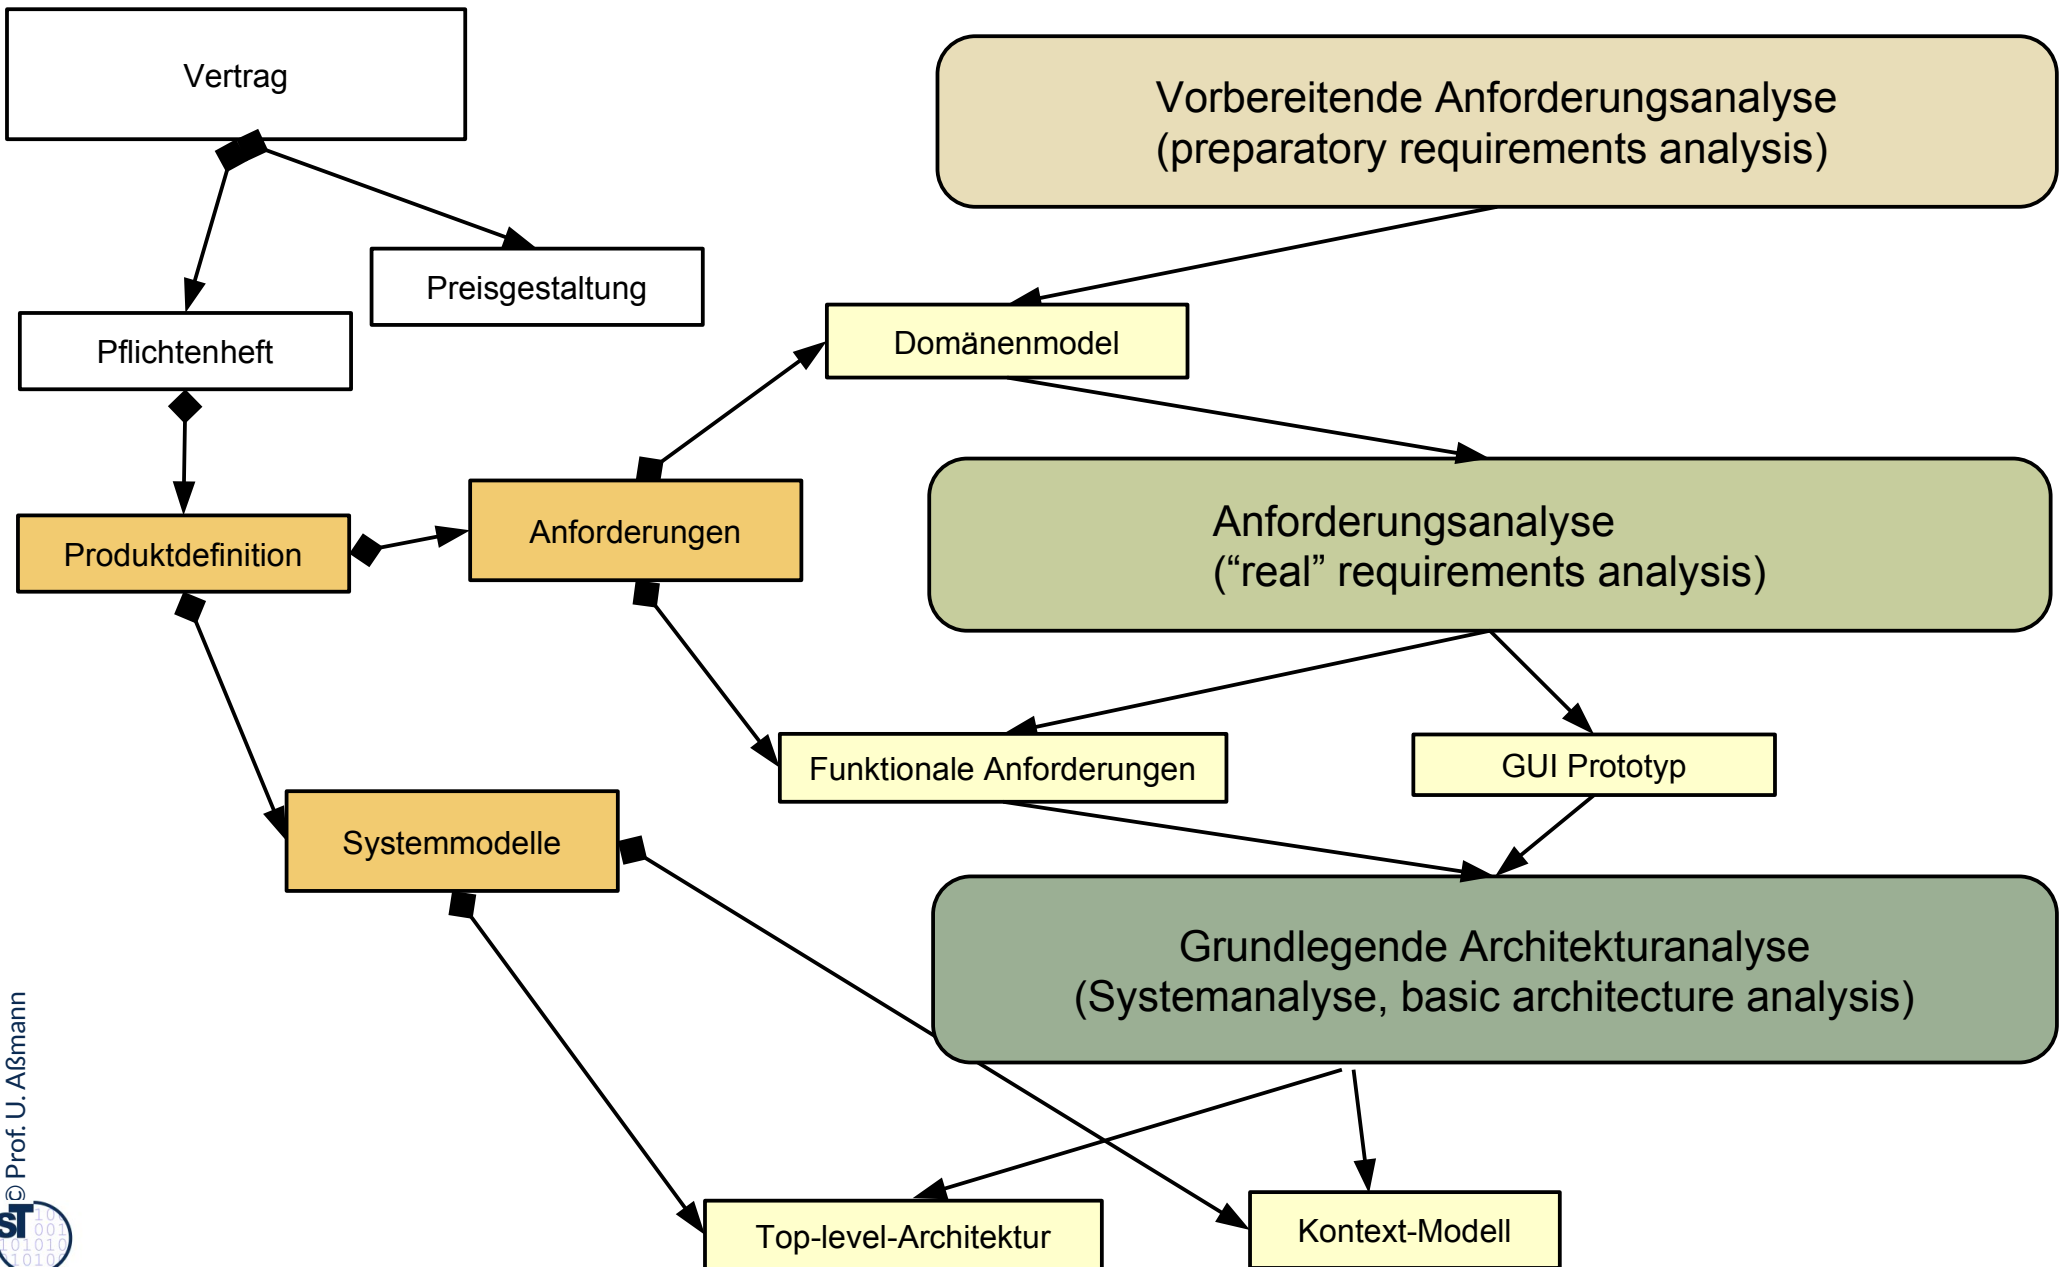 Vertrag
Vorbereitende Anforderungsanalyse
(preparatory requirements analysis)
Preisgestaltung
Pflichtenheft
Domänenmodel
Anforderungen
Produktdefinition
Anforderungsanalyse
(“real” requirements analysis)
Funktionale Anforderungen
GUI Prototyp
Systemmodelle
Grundlegende Architekturanalyse
(Systemanalyse, basic architecture analysis)
Top-level-Architektur
Kontext-Modell
© Prof. U. Aßmann
sT